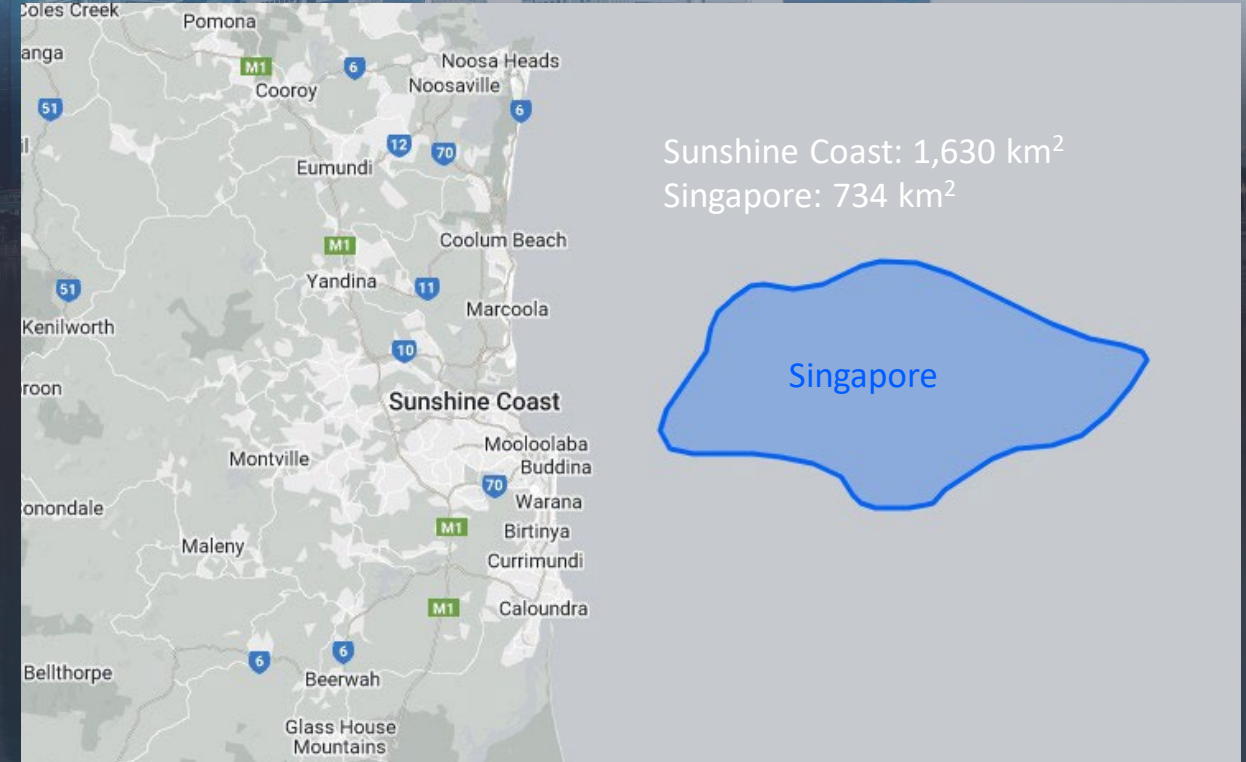 Coles Creek
Pomona
anga
M1
6
Noosa Heads
Cooroy
Noosaville
51
6
12
70
il
Eumundi
Sunshine Coast: 1,630 km²
Singapore: 734 km²
M1
Coolum Beach
Yandina
51
11
Marcoola
Kenilworth
10
roon
Singapore
Sunshine Coast
Mooloolaba
Montville
Buddina
70
Warana
onondale
M1
Birtinya
Maleny
Currimundi
M1
Caloundra
6
6
Bellthorpe
Beerwah
Glass House
Mountains